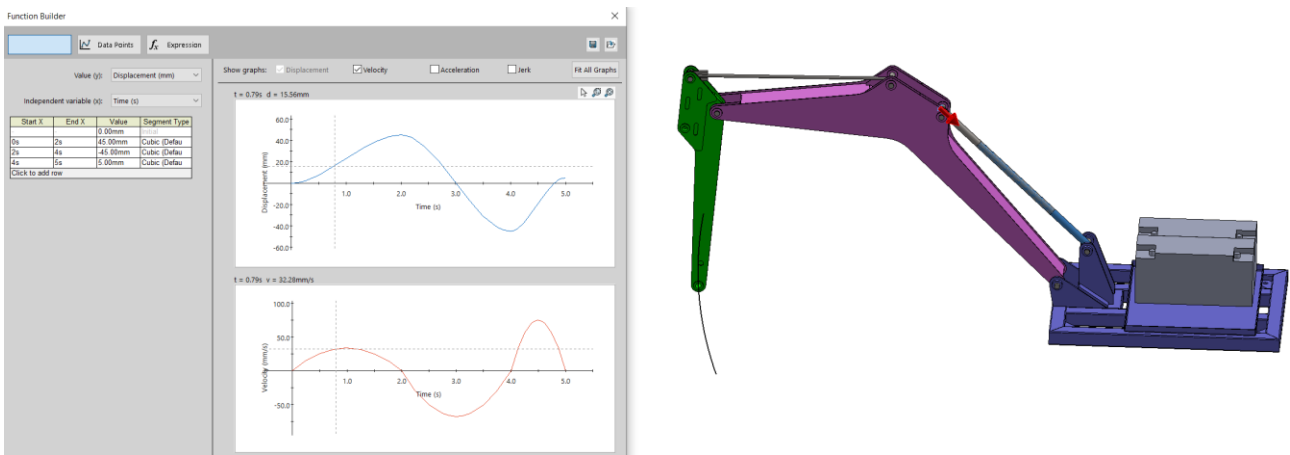 Function Builder
Data Points
fx Expression
Value (y): Displacement (mm)
Independent variable (x): Time (s)
Start X End X Value Segment Type
0.00mm Initial
0s 2s 45.00mm Cubic (Defau
2s 4s -45.00mm Cubic (Defau
4s 5s 5.00mm Cubic (Defau
Click to add row
Show graphs: Displacement Velocity Acceleration Jerk Fit All Graphs
t = 0.79s d = 15.56mm
60.0
40.0
20.0
-20.0
-40.0
-60.0
Displacement (mm)
1.0 2.0 3.0 4.0 5.0
Time (s)
t = 0.79s v = 32.28mm/s
100.0
50.0
-50.0
Velocity (mm/s)
1.0 2.0 3.0 4.0 5.0
Time (s)